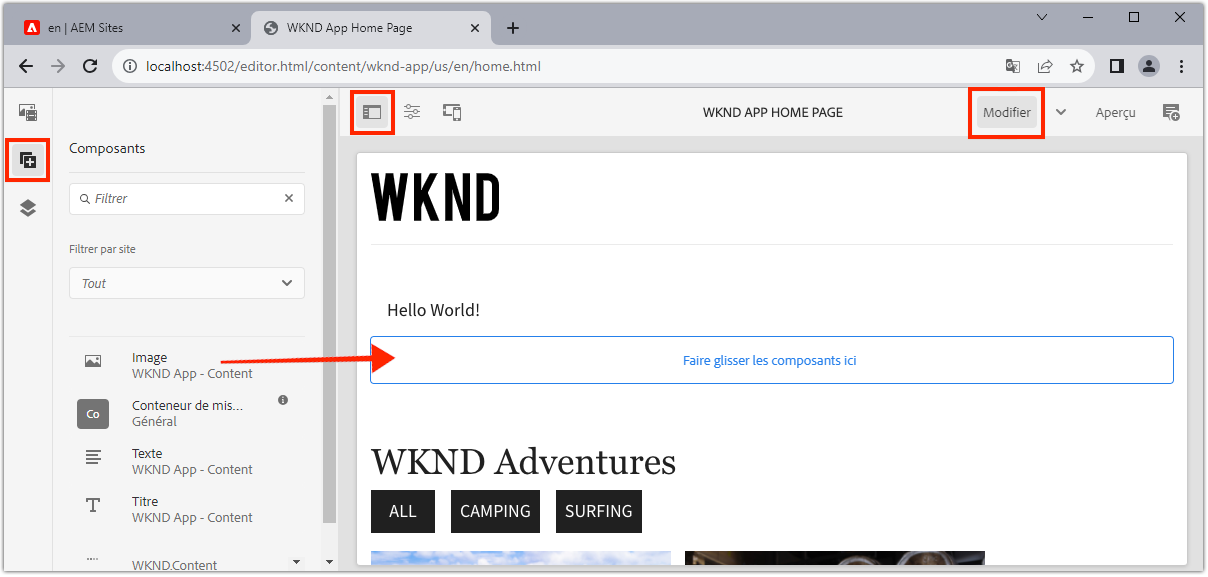 en | AEM Sites
WKND App Home Page
localhost:4502/editor.html/content/wknd-app/us/en/home.html
WKND APP HOME PAGE
Modifier
Aperçu
Composants
Filtrer
Filtrer par site
Tout
Image
WKND App - Content
Co
Conteneur de mis...
Général
Texte
WKND App - Content
Titre
WKND App - Content
WKND.Content
WKND
Hello World!
Faire glisser les composants ici
WKND Adventures
ALL
CAMPING
SURFING